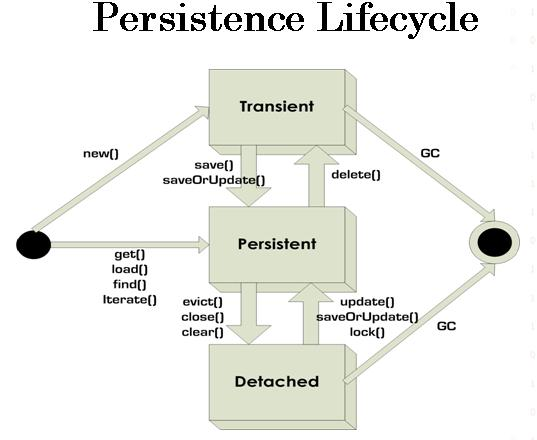 Persistence Lifecycle
Transient
new()
GC
save()
saveOrUpdate()
delete()
Persistent
get()
load()
find()
Iterate()
evict()
close()
clear()
update()
saveOrUpdate()
lock()
GC
Detached